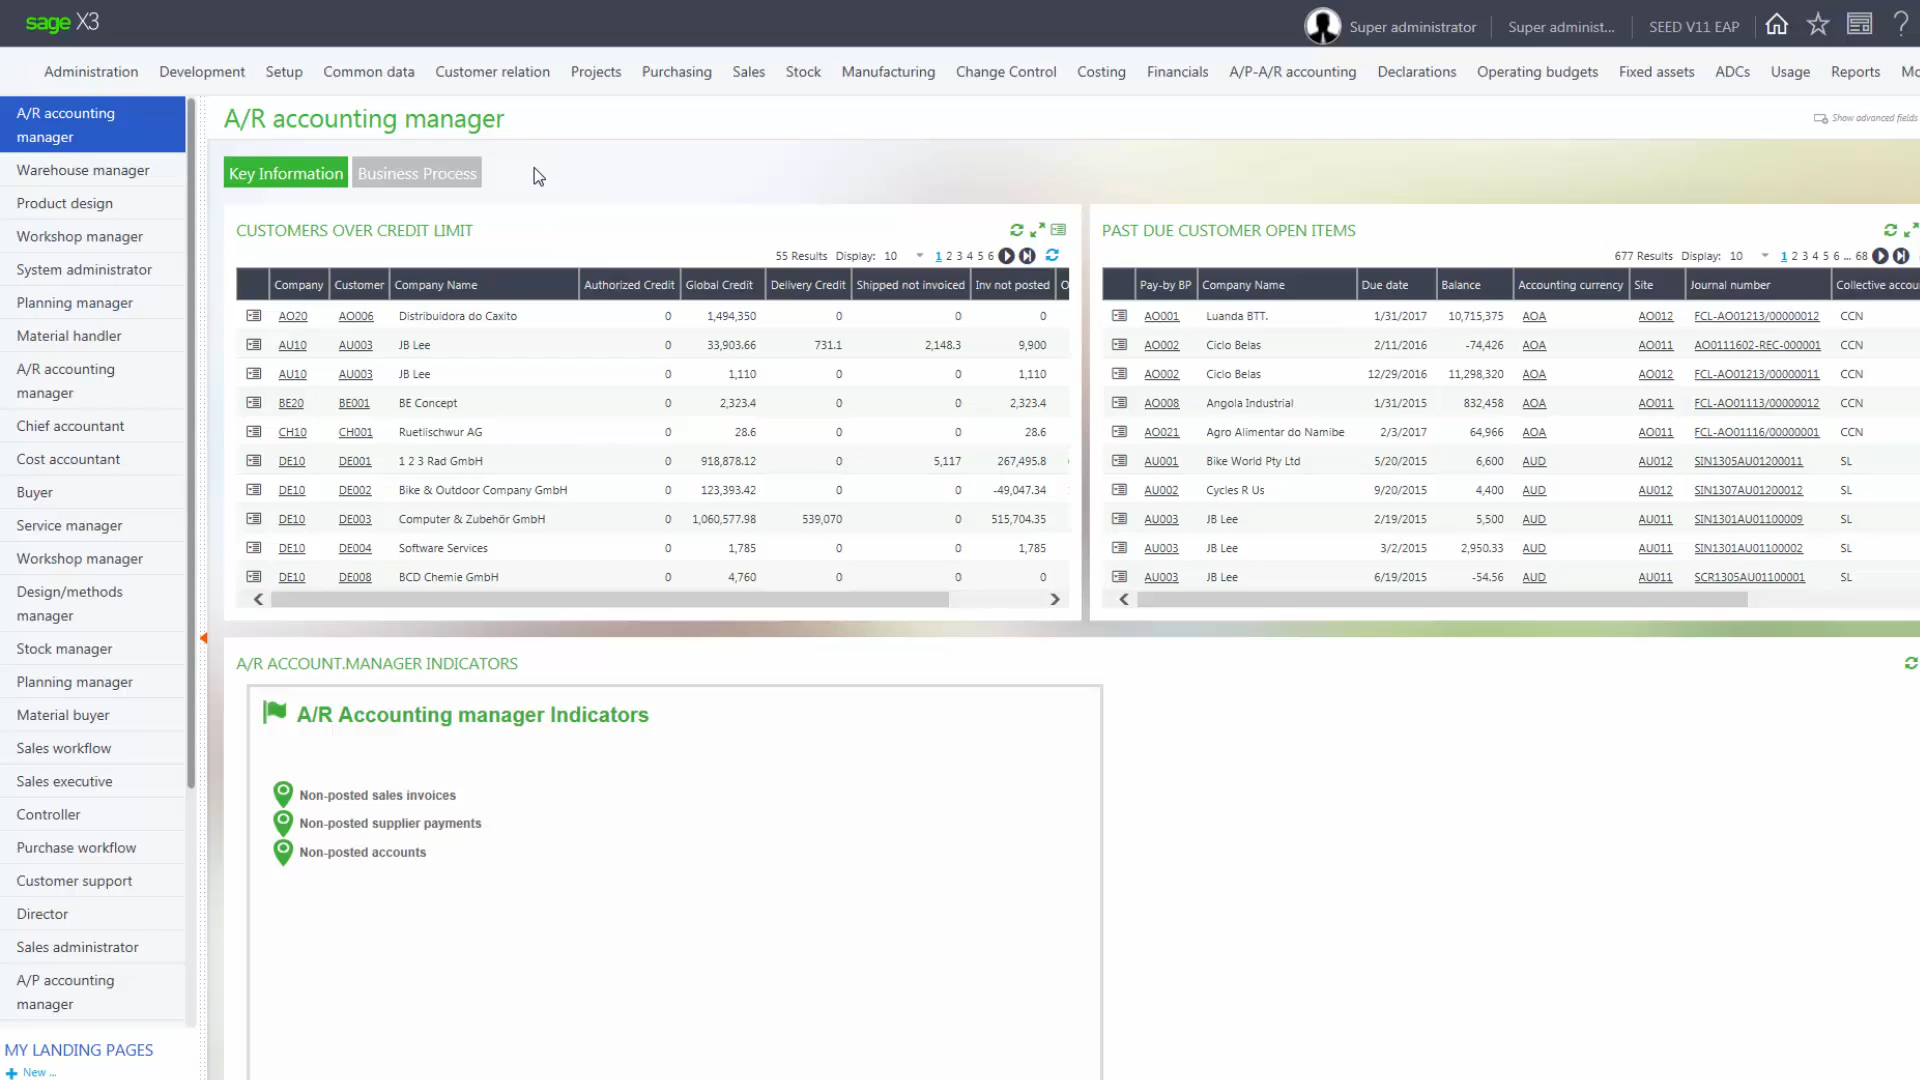 sage X3
Super administrator Super administ... SEED V11 EAP ?
Administration Development Setup Common data Customer relation Projects Purchasing Sales Stock Manufacturing Change Control Costing Financials A/P-A/R accounting Declarations Operating budgets Fixed assets ADCs Usage Reports Mo
A/R accounting
manager
Warehouse manager
Product design
Workshop manager
System administrator
Planning manager
Material handler
A/R accounting
manager
Chief accountant
Cost accountant
Buyer
Service manager
Workshop manager
Design/methods
manager
Stock manager
Planning manager
Material buyer
Sales workflow
Sales executive
Controller
Purchase workflow
Customer support
Director
Sales administrator
A/P accounting
manager
MY LANDING PAGES
New ...
A/R accounting manager
Show advanced fields
Key Information Business Process
CUSTOMERS OVER CREDIT LIMIT
55 Results Display: 10 1 2 3 4 5 6
Company Customer Company Name Authorized Credit Global Credit Delivery Credit Shipped not invoiced Inv not posted O
AO20 AO006 Distribuidora do Caxito 0 1,494,350 0 0 0
AU10 AU003 JB Lee 0 33,903.66 731.1 2,148.3 9,900
AU10 AU003 JB Lee 0 1,110 0 0 1,110
BE20 BE001 BE Concept 0 2,323.4 0 0 2,323.4
CH10 CH001 Ruetlischwur AG 0 28.6 0 0 28.6
DE10 DE001 1 2 3 Rad GmbH 0 918,878.12 0 5,117 267,495.8
DE10 DE002 Bike & Outdoor Company GmbH 0 123,393.42 0 0 -49,047.34
DE10 DE003 Computer & Zubehör GmbH 0 1,060,577.98 539,070 0 515,704.35
DE10 DE004 Software Services 0 1,785 0 0 1,785
DE10 DE008 BCD Chemie GmbH 0 4,760 0 0 0
PAST DUE CUSTOMER OPEN ITEMS
677 Results Display: 10 1 2 3 4 5 6 ... 68
Pay-by BP Company Name Due date Balance Accounting currency Site Journal number Collective accou
AO001 Luanda BTT. 1/31/2017 10,715,375 AOA AO012 FCL-AO01213/00000012 CCN
AO002 Ciclo Belas 2/11/2016 -74,426 AOA AO011 AO0111602-REC-000001 CCN
AO002 Ciclo Belas 12/29/2016 11,298,320 AOA AO012 FCL-AO01213/00000011 CCN
AO008 Angola Industrial 1/31/2015 832,458 AOA AO011 FCL-AO01113/00000012 CCN
AO021 Agro Alimentar do Namibe 2/3/2017 64,966 AOA AO011 FCL-AO01116/00000001 CCN
AU001 Bike World Pty Ltd 5/20/2015 6,600 AUD AU012 SIN1305AU01200011 SL
AU002 Cycles R Us 9/20/2015 4,400 AUD AU012 SIN1307AU01200012 SL
AU003 JB Lee 2/19/2015 5,500 AUD AU011 SIN1301AU01100009 SL
AU003 JB Lee 3/2/2015 2,950.33 AUD AU011 SIN1301AU01100002 SL
AU003 JB Lee 6/19/2015 -54.56 AUD AU011 SCR1305AU01100001 SL
A/R ACCOUNT.MANAGER INDICATORS
A/R Accounting manager Indicators
Non-posted sales invoices
Non-posted supplier payments
Non-posted accounts